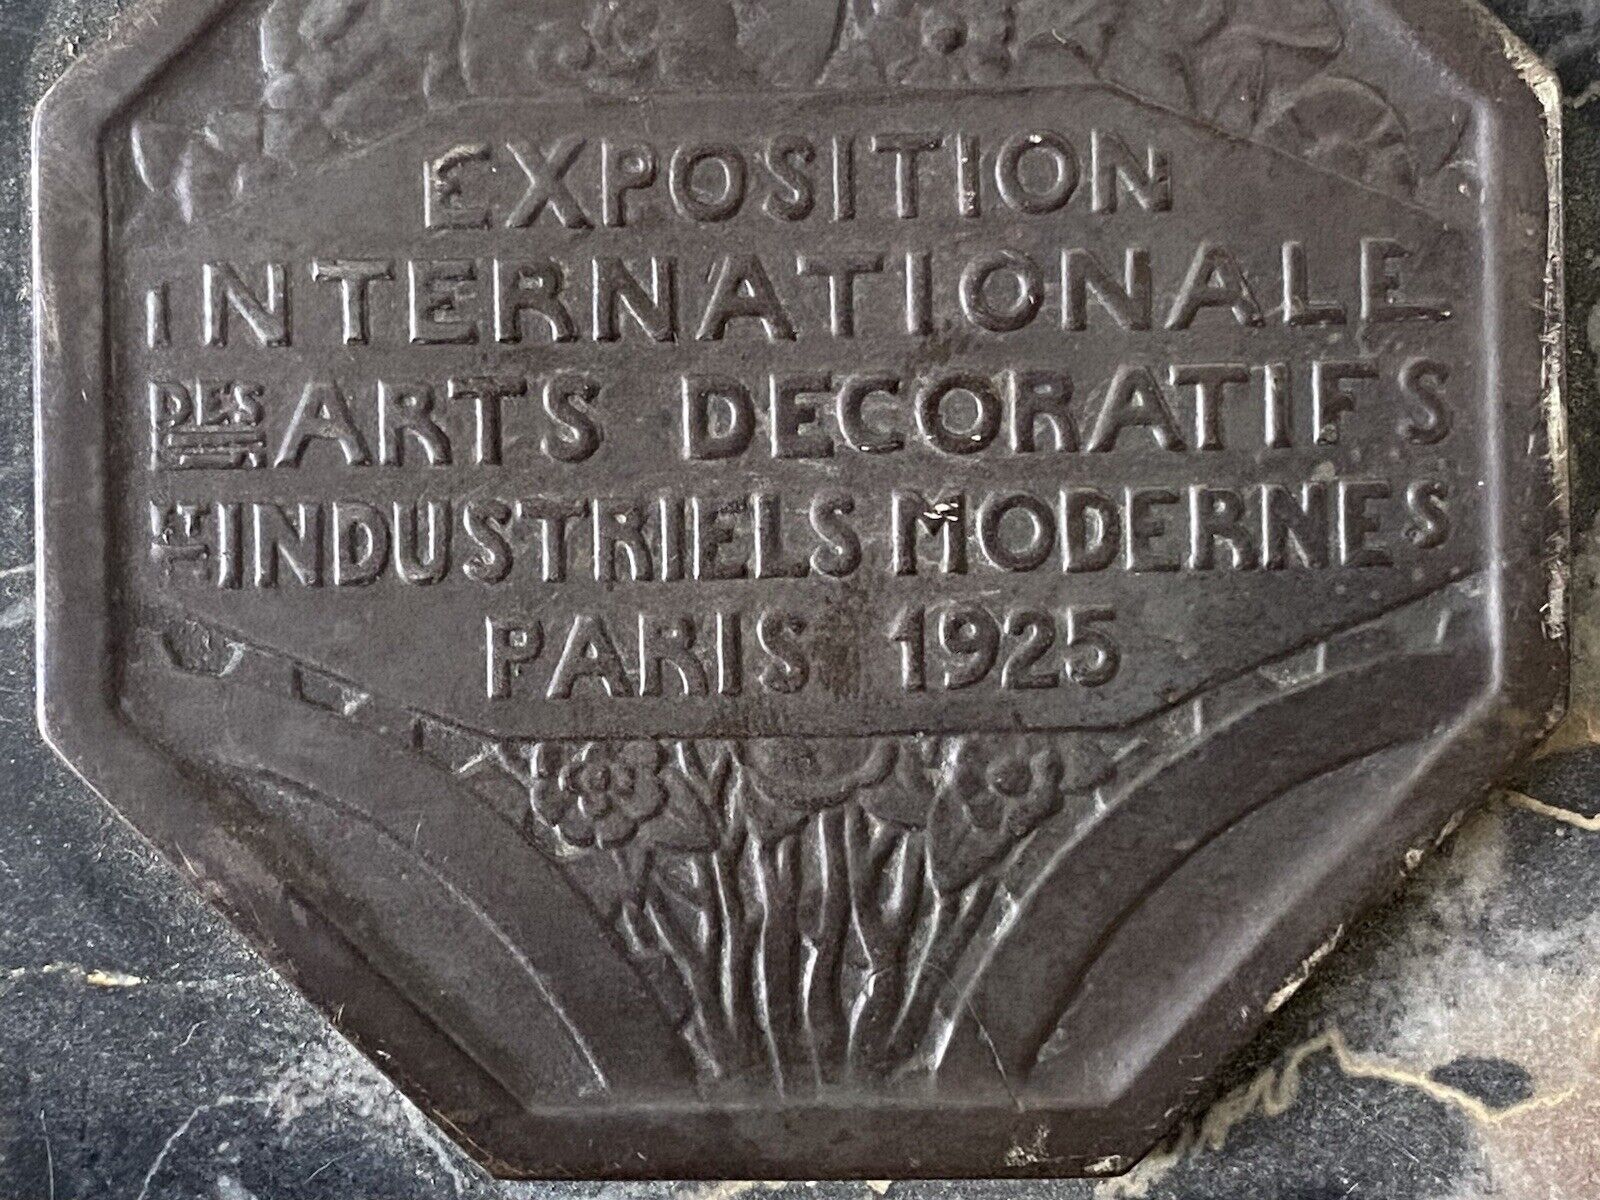 EXPOSITION
INTERNATIONALE
DES ARTS DECORATIFS
ET INDUSTRIELS MODERNES
PARIS 1925